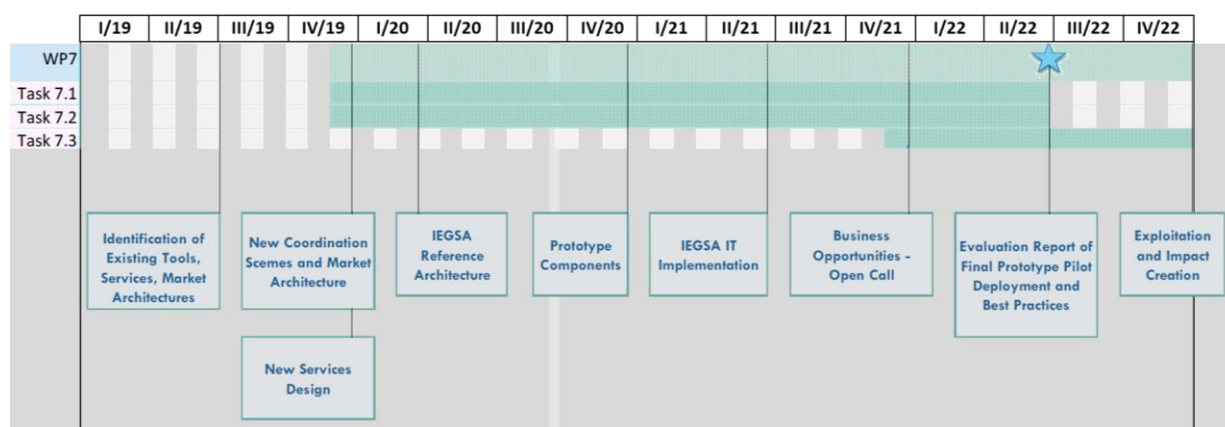 I/19 II/19 III/19 IV/19 I/20 II/20 III/20 IV/20 I/21 II/21 III/21 IV/21 I/22 II/22 III/22 IV/22
WP7
Task 7.1
Task 7.2
Task 7.3
Identification of
Existing Tools,
Services, Market
Architectures
New Coordination
Schemes and Market
Architecture
IEGSA
Reference
Architecture
Prototype
Components
IEGSA IT
Implementation
Business
Opportunities -
Open Call
Evaluation Report of
Final Prototype Pilot
Deployment and
Best Practices
Exploitation
and Impact
Creation
New Services
Design